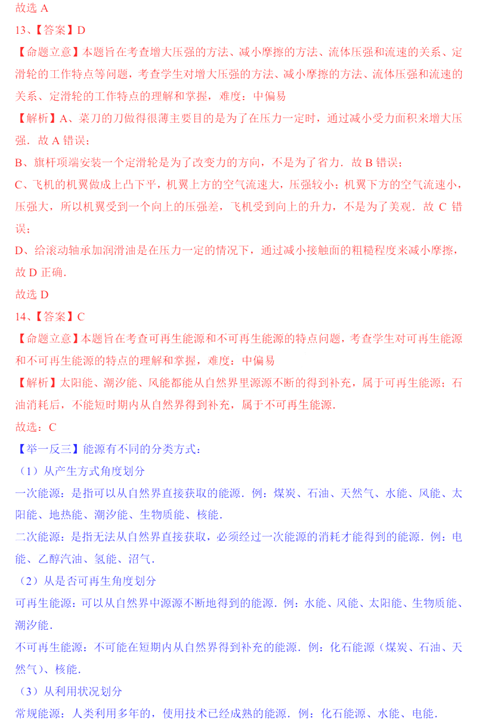 故选 A
13、【答案】D
【命题立意】本题旨在考查增大压强的方法、减小摩擦的方法、流体压强和流速的关系、定
滑轮的工作特点等问题，考查学生对增大压强的方法、减小摩擦的方法、流体压强和流速的
关系、定滑轮的工作特点的理解和掌握，难度：中偏易
【解析】A、菜刀的刀做得很薄主要目的是为了在压力一定时，通过减小受力面积来增大压
强．故 A 错误；
B、旗杆项端安装一个定滑轮是为了改变力的方向，不是为了省力．故 B 错误；
C、飞机的机翼做成上凸下平，机翼上方的空气流速大，压强较小；机翼下方的空气流速小，
压强大，所以机翼受到一个向上的压强差，飞机受到向上的升力，不是为了美观．故 C 错
误；
D、给滚动轴承加润滑油是在压力一定的情况下，通过减小接触面的粗糙程度来减小摩擦，
故 D 正确．
故选 D
14、【答案】C
【命题立意】本题旨在考查可再生能源和不可再生能源的特点问题，考查学生对可再生能源
和不可再生能源的特点的理解和掌握，难度：中偏易
【解析】太阳能、潮汐能、风能都能从自然界里源源不断的得到补充，属于可再生能源；石
油消耗后，不能短时期内从自然界得到补充，属于不可再生能源．
故选：C
【举一反三】能源有不同的分类方式：
（1）从产生方式角度划分
一次能源：是指可以从自然界直接获取的能源．例：煤炭、石油、天然气、水能、风能、太
阳能、地热能、潮汐能、生物质能、核能．
二次能源：是指无法从自然界直接获取，必须经过一次能源的消耗才能得到的能源．例：电
能、乙醇汽油、氢能、沼气．
（2）从是否可再生角度划分
可再生能源：可以从自然界中源源不断地得到的能源．例：水能、风能、太阳能、生物质能、
潮汐能．
不可再生能源：不可能在短期内从自然界得到补充的能源．例：化石能源（煤炭、石油、天
然气）、核能．
（3）从利用状况划分
常规能源：人类利用多年的，使用技术已经成熟的能源．例：化石能源、水能、电能．